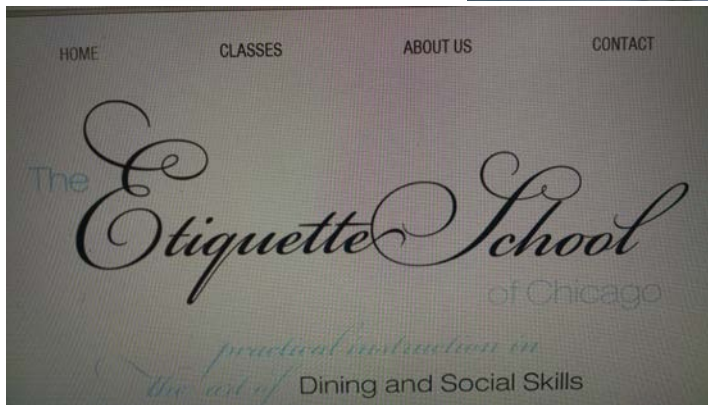 HOME CLASSES ABOUT US CONTACT
The
Etiquette School
of Chicago
practical instruction in
the art of Dining and Social Skills